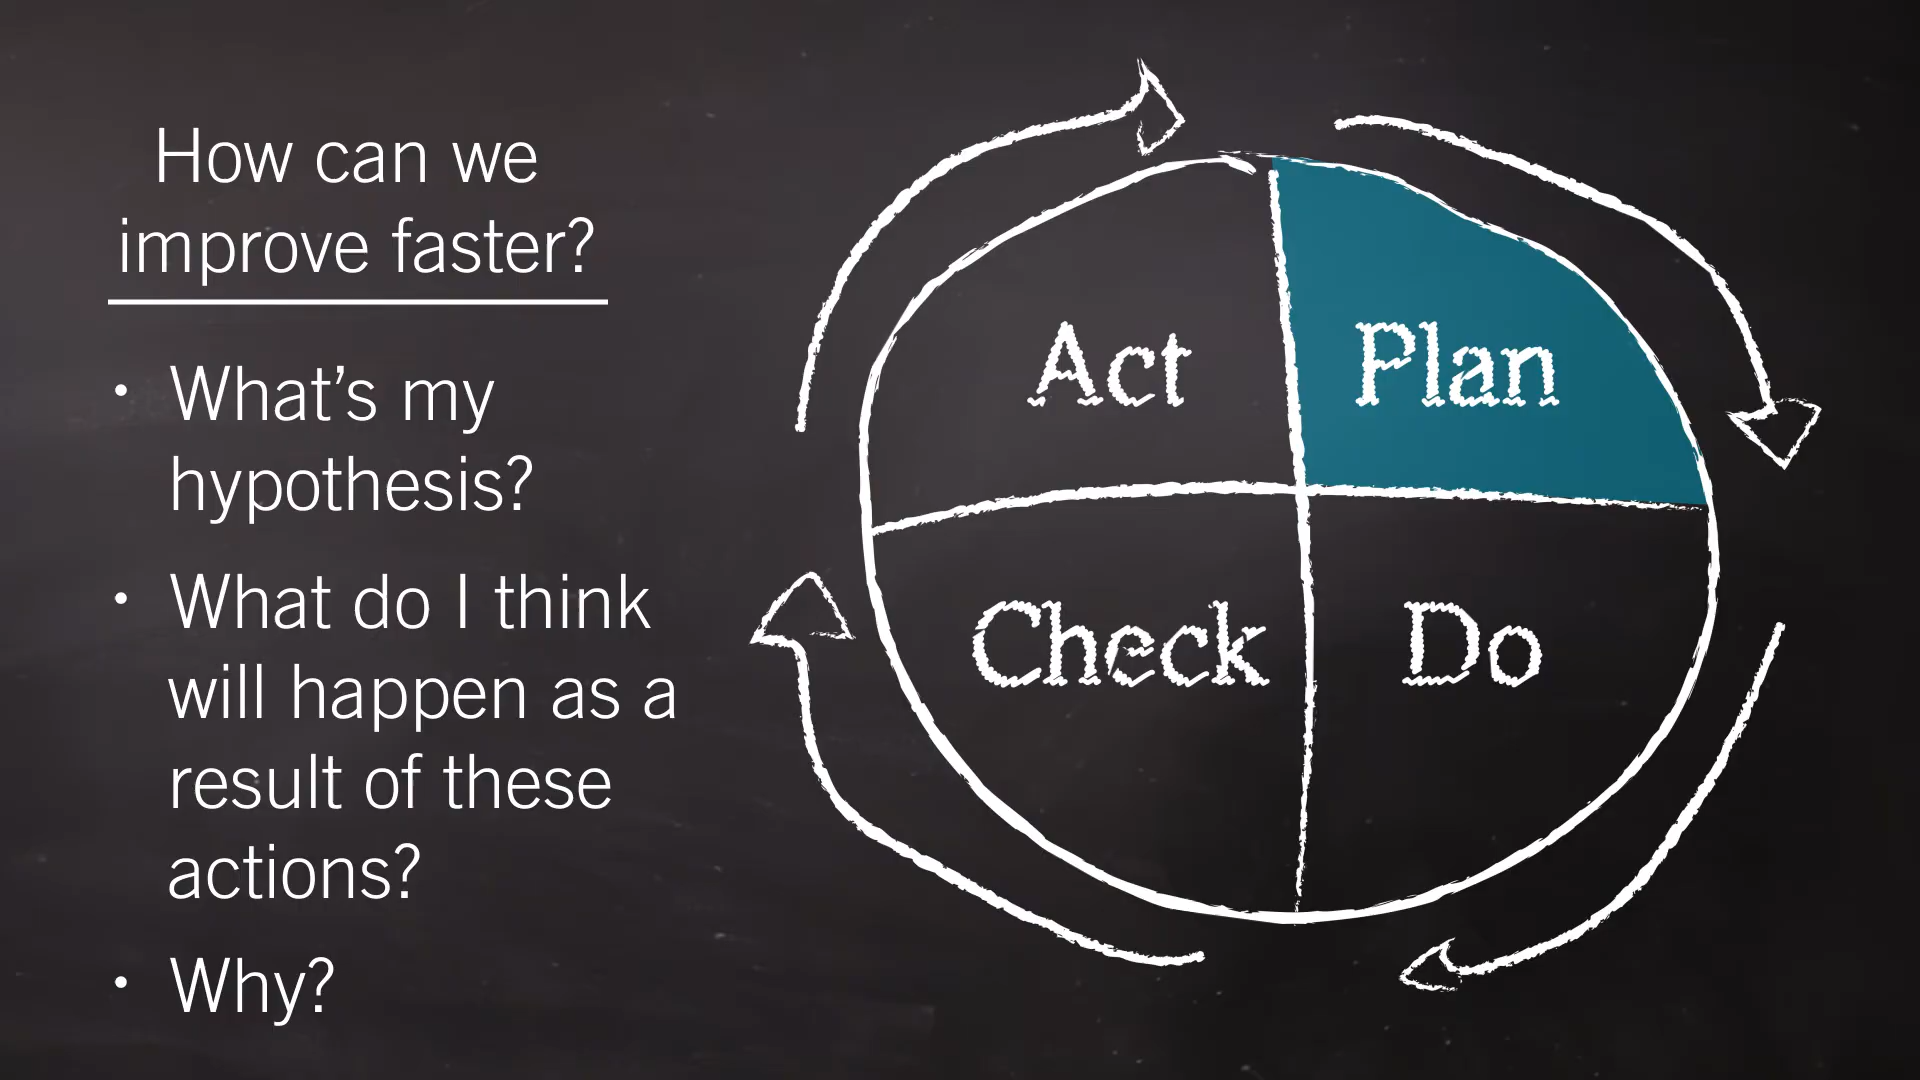 How can we
improve faster?
• What’s my
hypothesis?
• What do I think
will happen as a
result of these
actions?
• Why?
Act
Plan
Check
Do